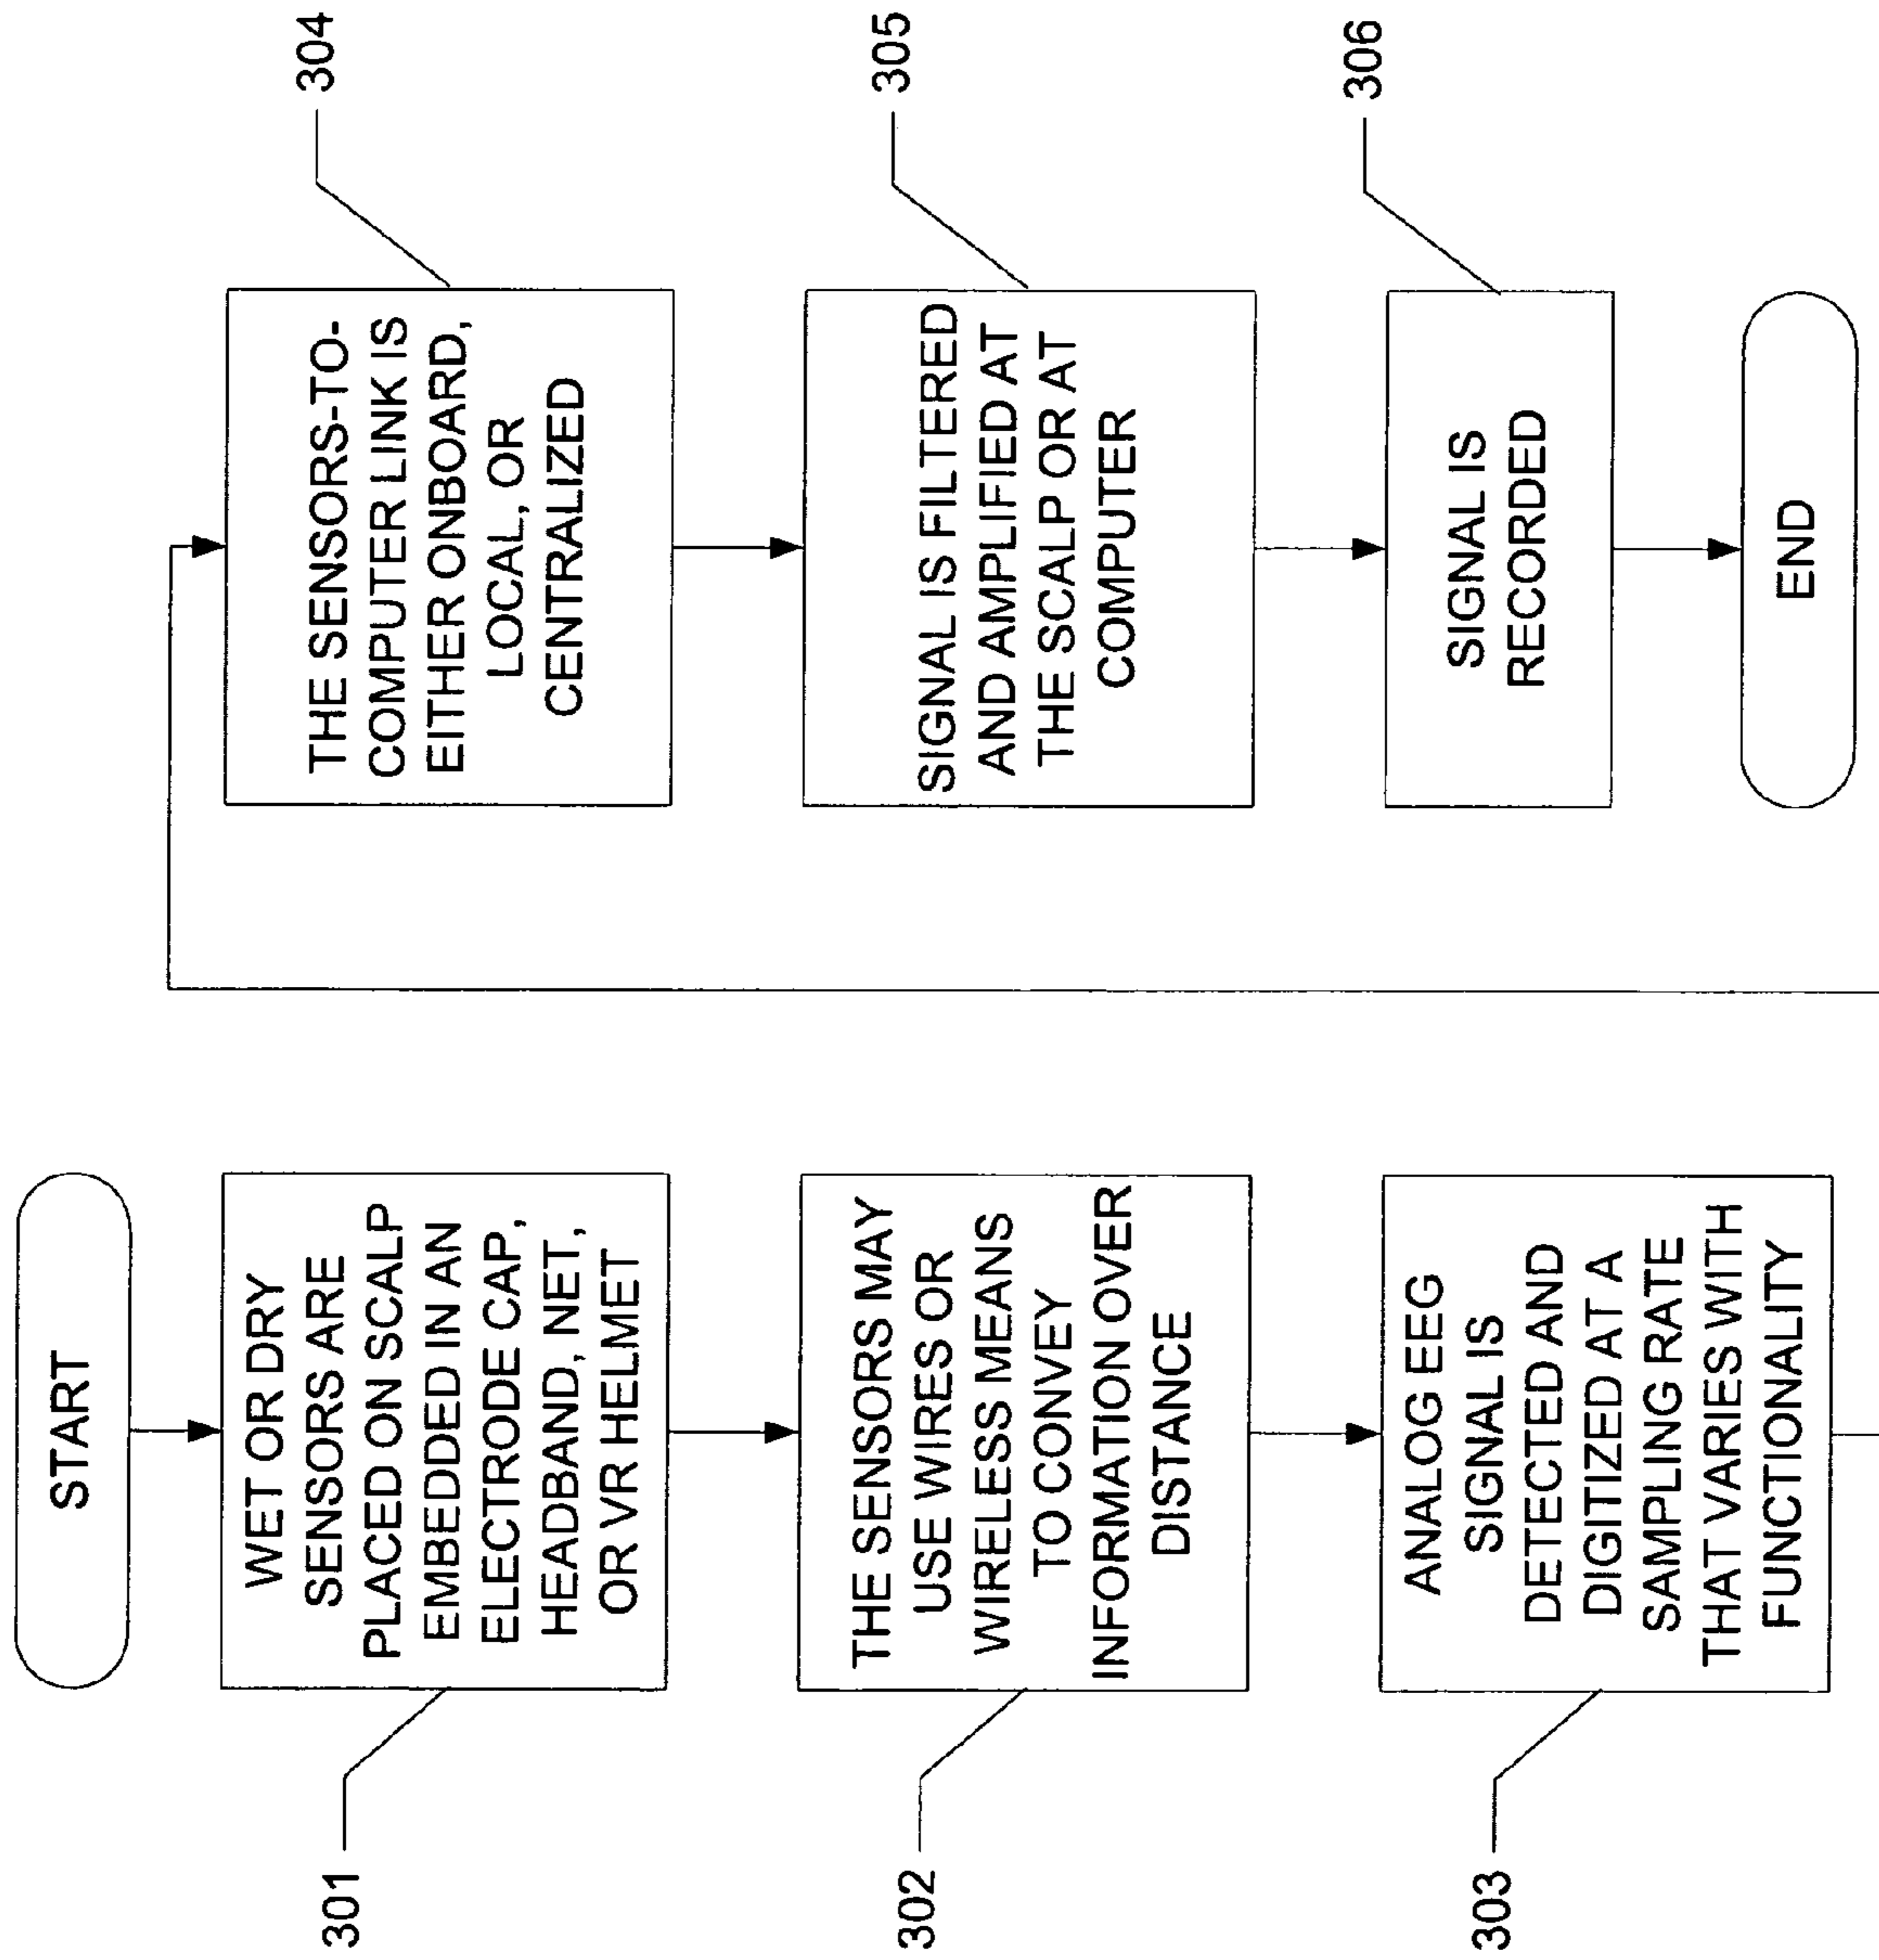 START
WET OR DRY
SENSORS ARE
PLACED ON SCALP
EMBEDDED IN AN
ELECTRODE CAP,
HEADBAND, NET,
OR VR HELMET
301
THE SENSORS MAY
USE WIRES OR
WIRELESS MEANS
TO CONVEY
INFORMATION OVER
DISTANCE
302
ANALOG EEG
SIGNAL IS
DETECTED AND
DIGITIZED AT A
SAMPLING RATE
THAT VARIES WITH
FUNCTIONALITY
303
THE SENSORS-TO-
COMPUTER LINK IS
EITHER ONBOARD,
LOCAL, OR
CENTRALIZED
304
SIGNAL IS FILTERED
AND AMPLIFIED AT
THE SCALP OR AT
COMPUTER
305
SIGNAL IS
RECORDED
306
END